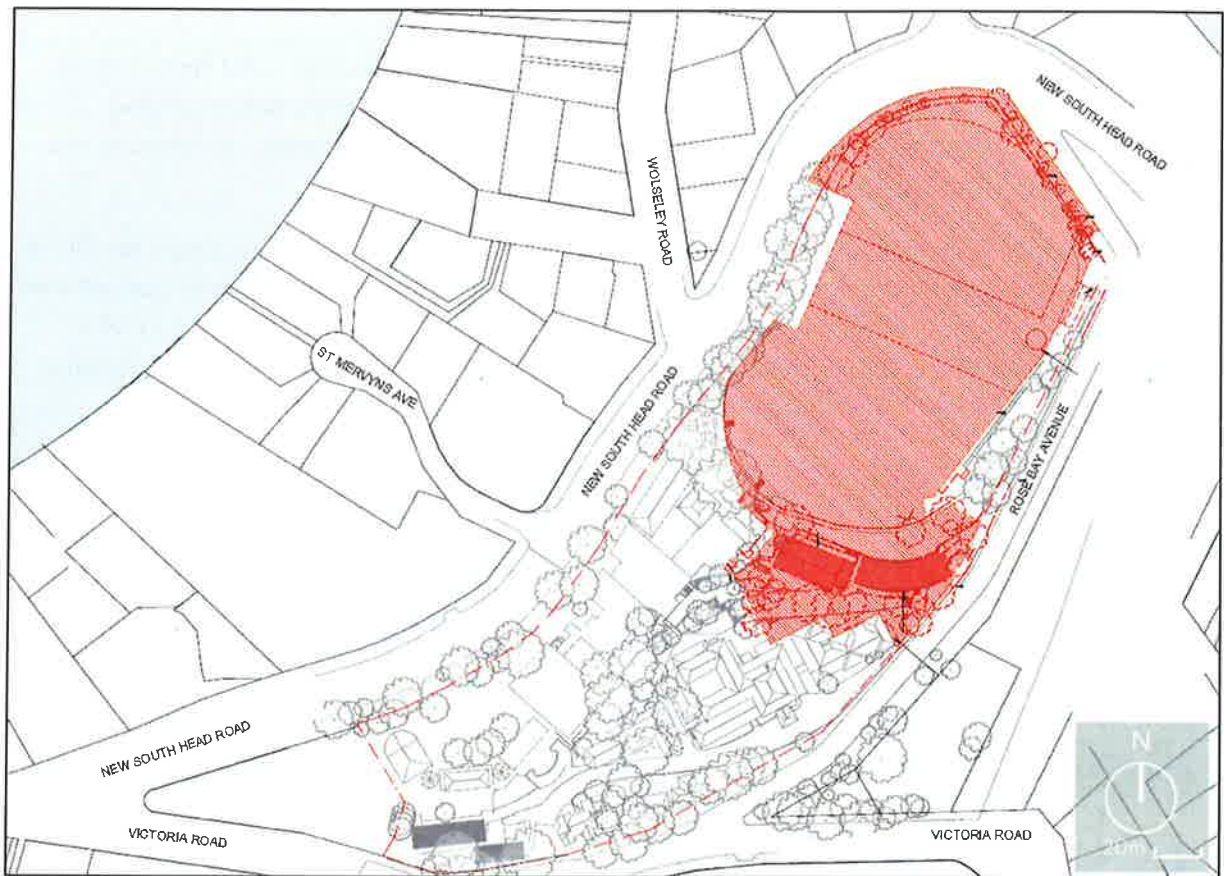 NEW SOUTH HEAD ROAD
WOLSELEY ROAD
ST MERVYNS AVE
NEW SOUTH HEAD ROAD
ROSE BAY AVENUE
NEW SOUTH HEAD ROAD
VICTORIA ROAD
VICTORIA ROAD
N
20m